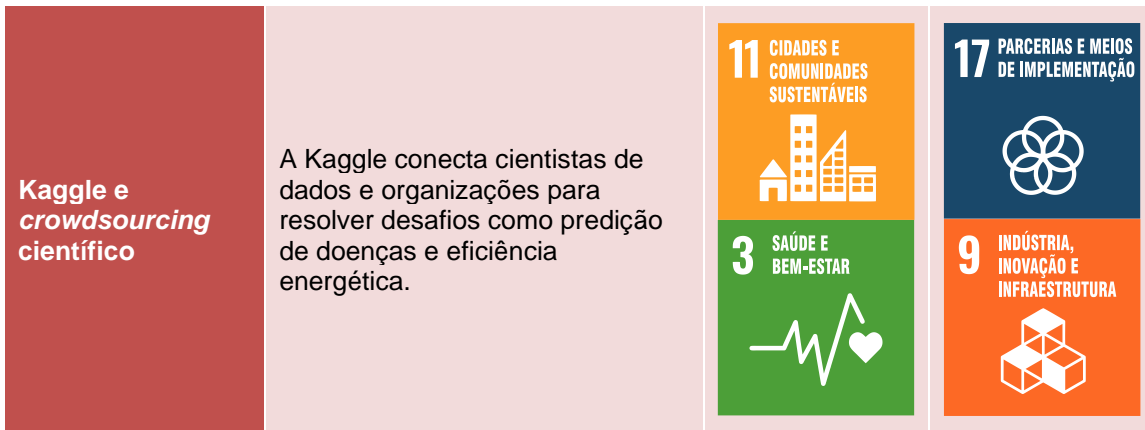 Kaggle e
crowdsourcing
científico
A Kaggle conecta cientistas de
dados e organizações para
resolver desafios como predição
de doenças e eficiência
energética.
11 CIDADES E
COMUNIDADES
SUSTENTÁVEIS
3 SAÚDE E
BEM-ESTAR
17 PARCERIAS E MEIOS
DE IMPLEMENTAÇÃO
9 INDÚSTRIA,
INOVAÇÃO E
INFRAESTRUTURA